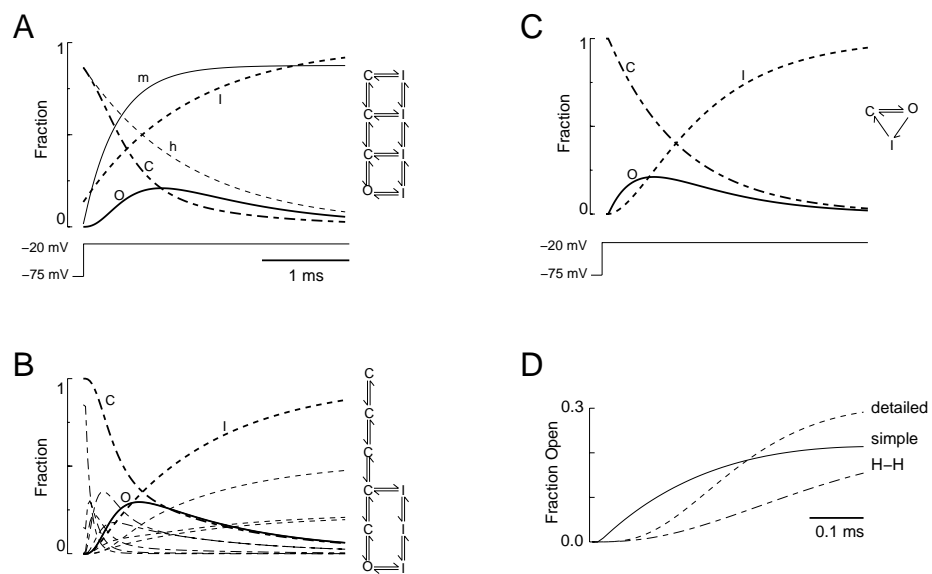 A
1
Fraction
0
m
I
h
C
O
C I
C I
C I
O I
−20 mV
−75 mV
1 ms
C
1
Fraction
0
C
I
O
C O
I
−20 mV
−75 mV
B
1
Fraction
0
C
I
O
C
C
C
C I
C I
O I
D
0.3
Fraction Open
0.0
detailed
simple
H−H
0.1 ms